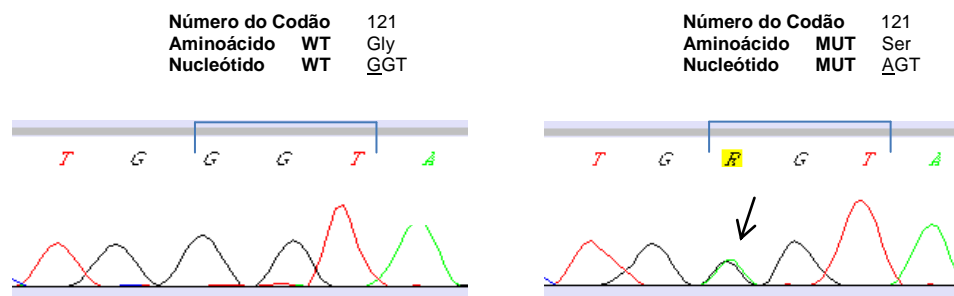 Número do Codão 121
Aminoácido WT Gly
Nucleótido WT GGT
Número do Codão 121
Aminoácido MUT Ser
Nucleótido MUT AGT
T G G G T A
T G R G T A